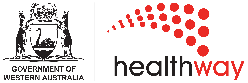 GOVERNMENT OF
WESTERN AUSTRALIA
healthway